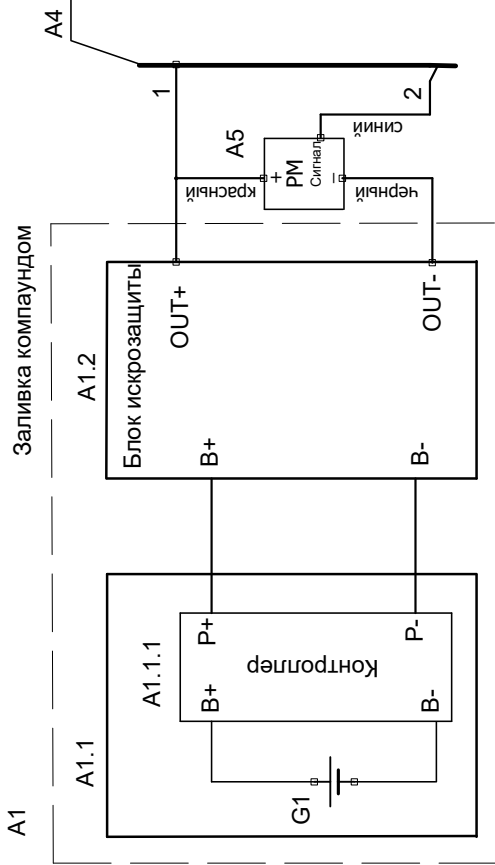 A1
Заливка компаундом
A4
A1.1
A1.2
A5
Блок искрозащиты
A1.1.1
B+
P+
B+
OUT+
красный
1
G1
Контроллер
+
РМ
Сигнал
–
синий
2
B-
P-
B-
OUT-
черный